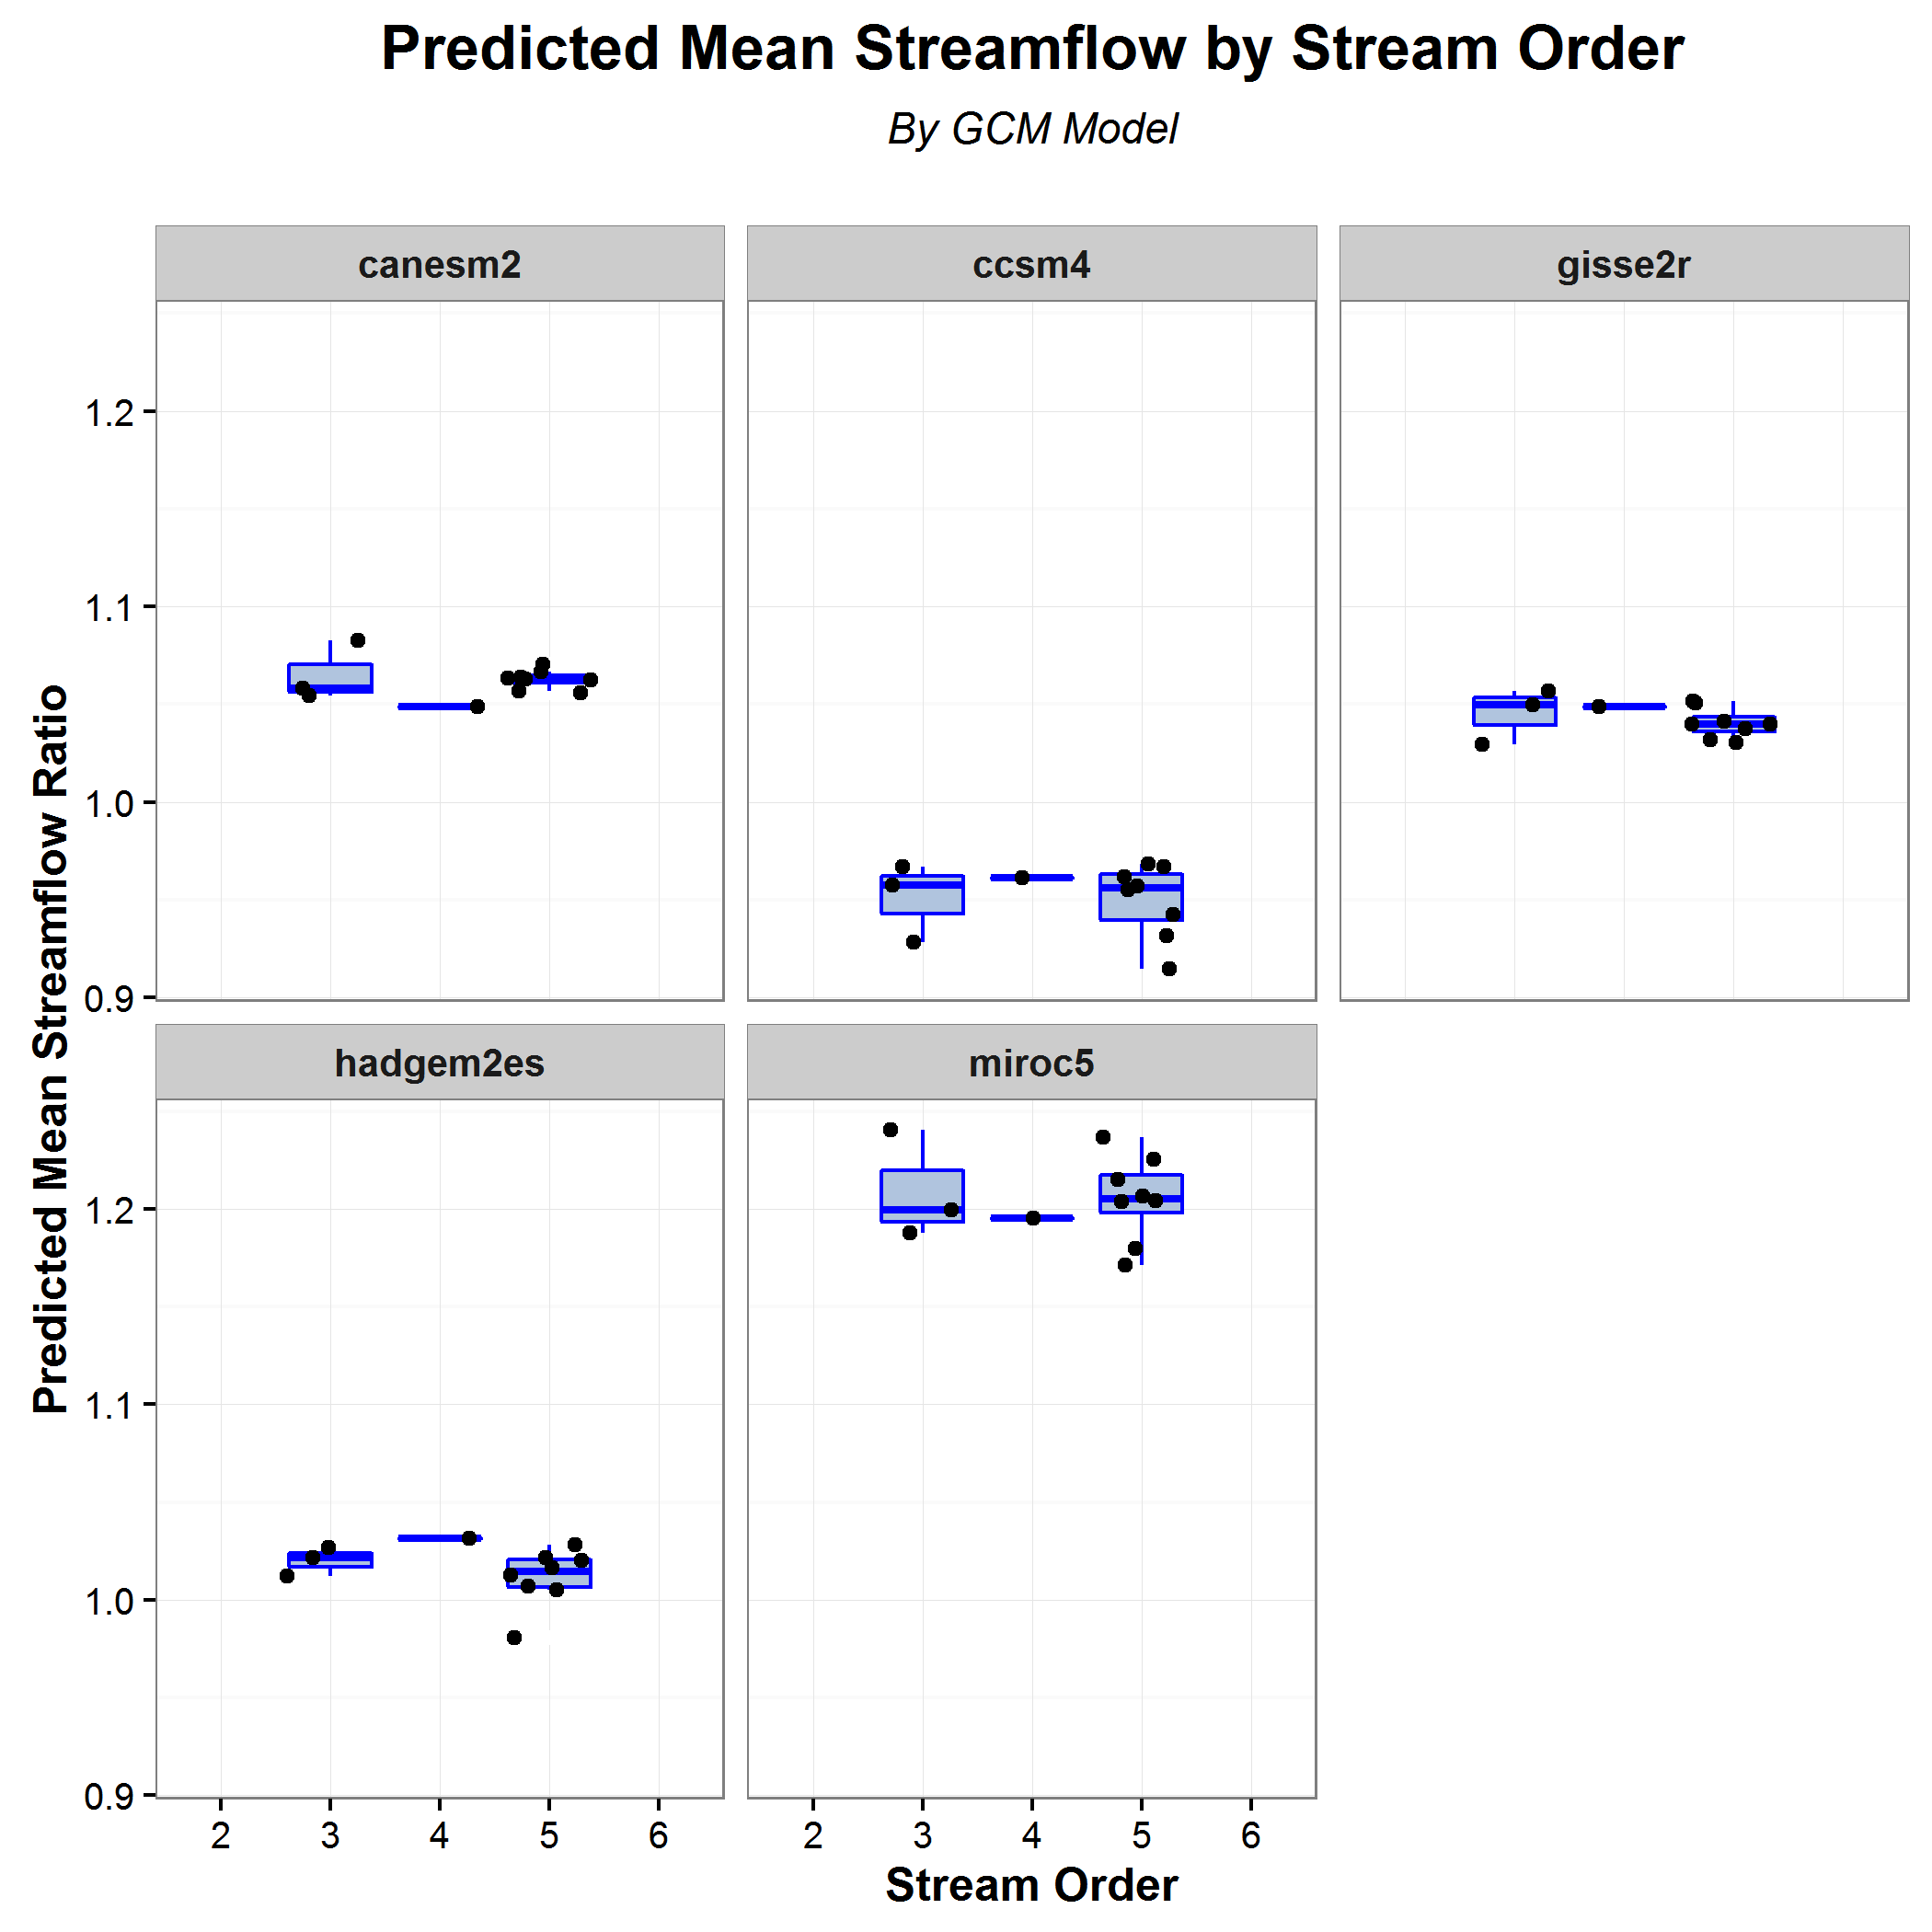 Predicted Mean Streamflow by Stream Order
By GCM Model
canesm2
ccsm4
gisse2r
1.2
1.1
1.0
0.9
Predicted Mean Streamflow Ratio
hadgem2es
miroc5
1.2
1.1
1.0
0.9
2 3 4 5 6
2 3 4 5 6
Stream Order